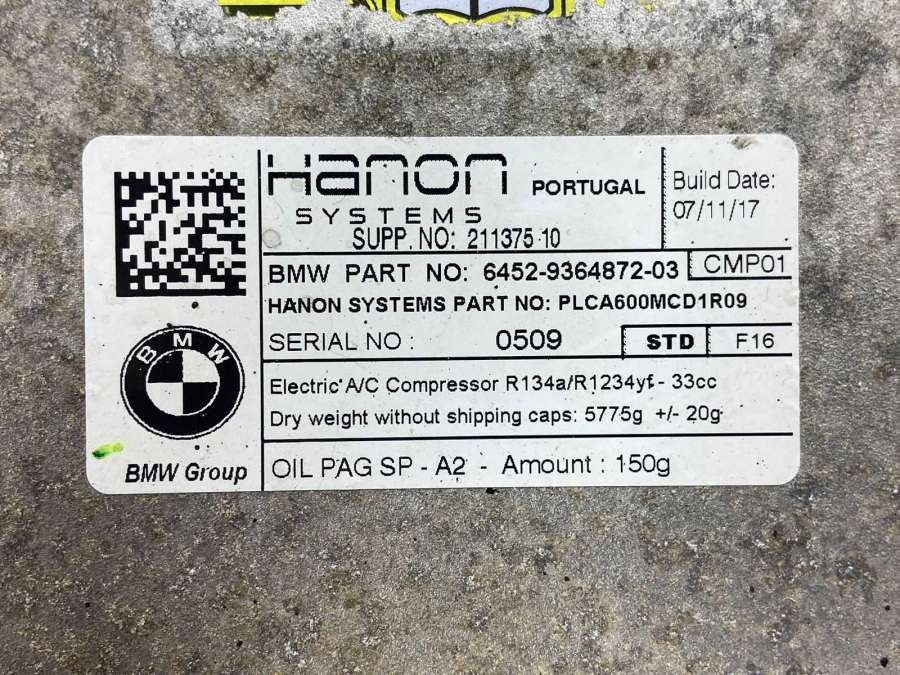 Hanon
SYSTEMS
PORTUGAL
Build Date:
07/11/17
SUPP. NO: 211375 10
BMW PART NO: 6452-9364872-03
CMP01
HANON SYSTEMS PART NO: PLCA600MCD1R09
SERIAL NO : 0509 STD F16
Electric A/C Compressor R134a/R1234yf - 33cc
Dry weight without shipping caps: 5775g +/- 20g
OIL PAG SP - A2 - Amount : 150g
BMW
BMW Group